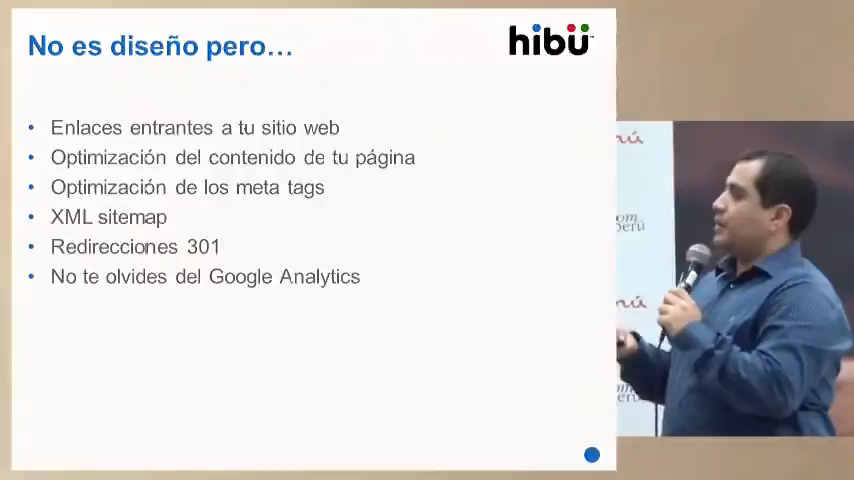 No es diseño pero…
hibü
Enlaces entrantes a tu sitio web
Optimización del contenido de tu página
Optimización de los meta tags
XML sitemap
Redirecciones 301
No te olvides del Google Analytics